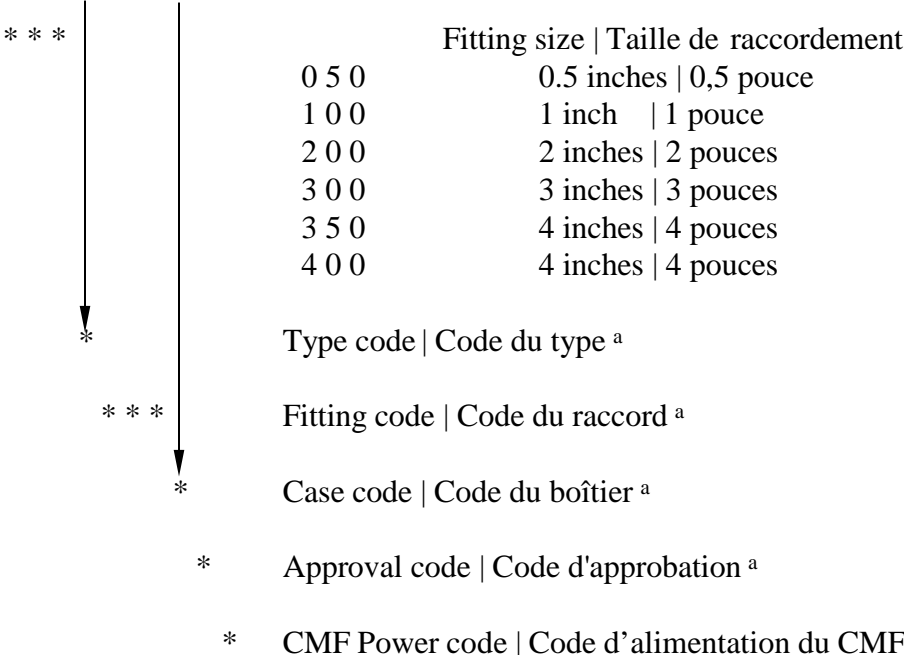 * * * Fitting size | Taille de raccordement
0 5 0 0.5 inches | 0,5 pouce
1 0 0 1 inch | 1 pouce
2 0 0 2 inches | 2 pouces
3 0 0 3 inches | 3 pouces
3 5 0 4 inches | 4 pouces
4 0 0 4 inches | 4 pouces
* Type code | Code du type ᵃ
* * * Fitting code | Code du raccord ᵃ
* Case code | Code du boîtier ᵃ
* Approval code | Code d'approbation ᵃ
* CMF Power code | Code d’alimentation du CMF